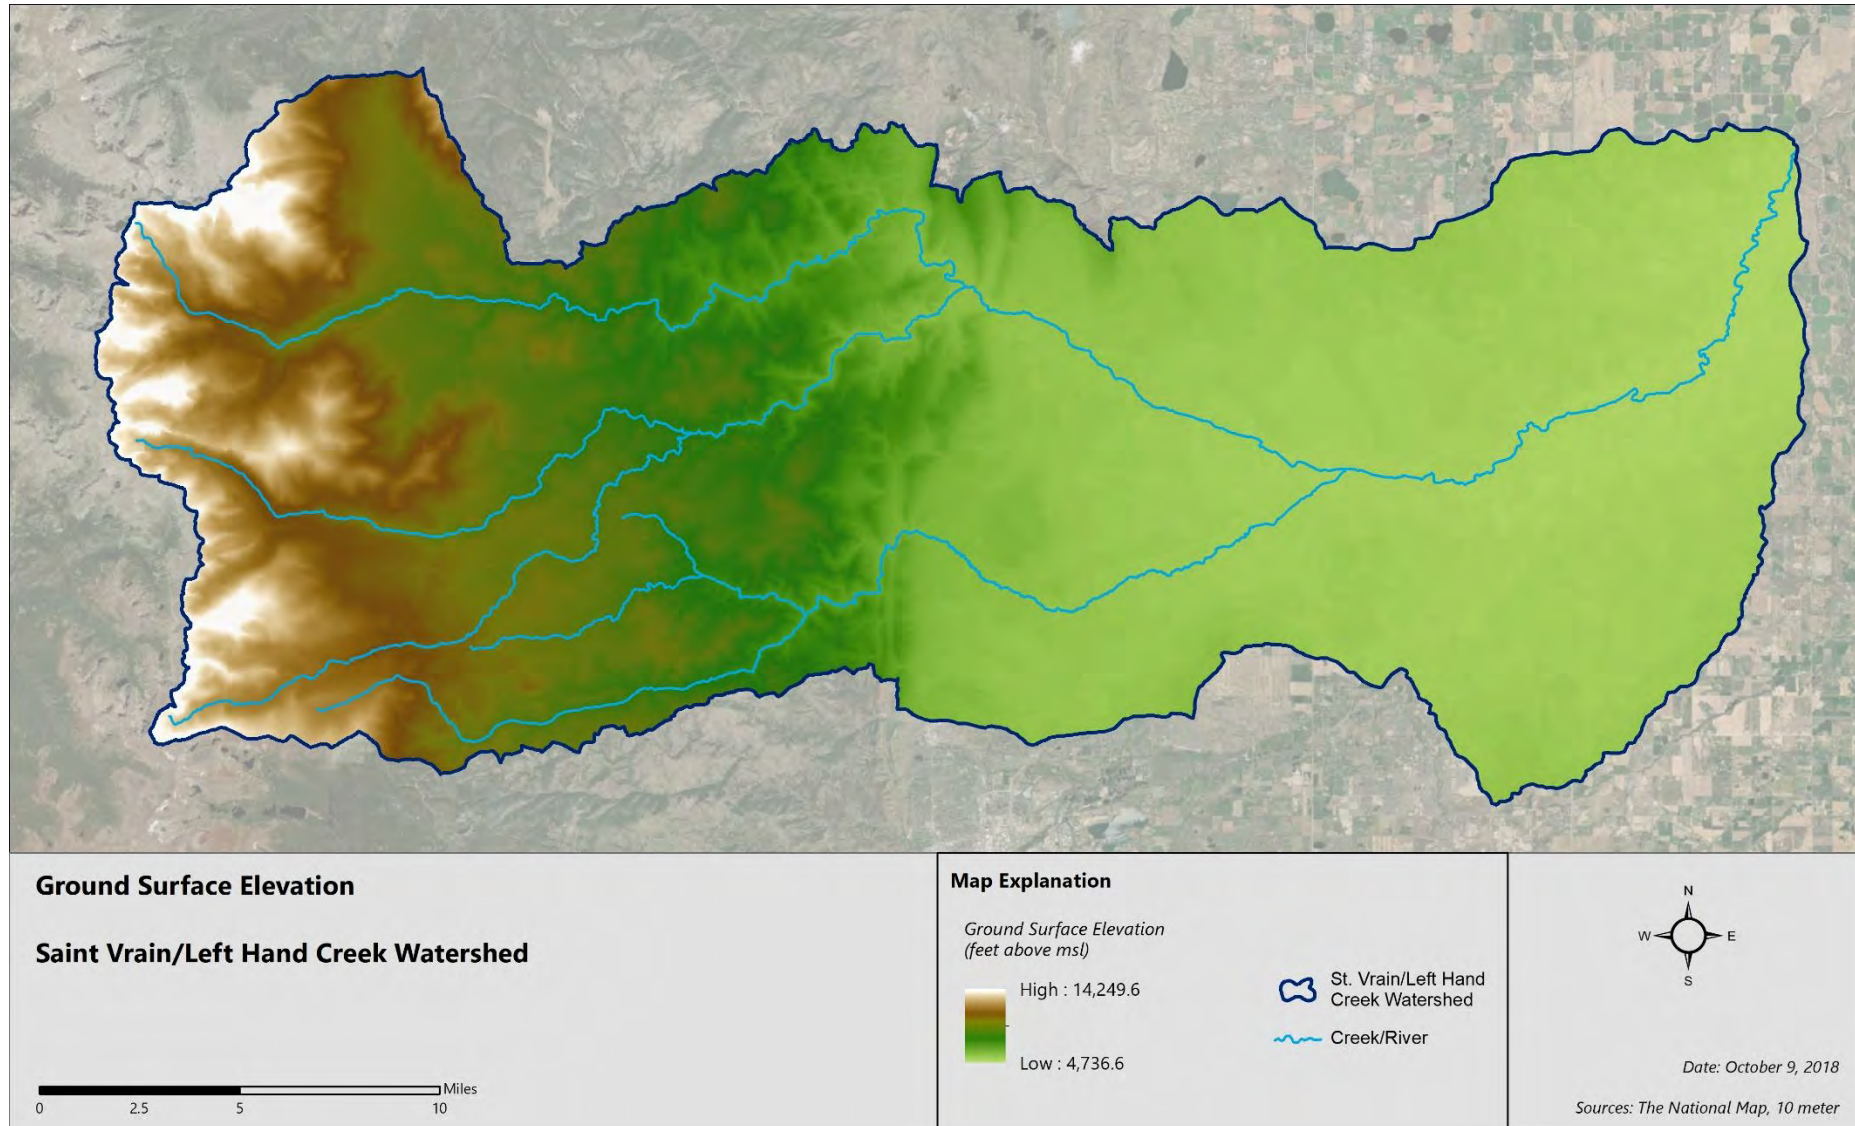 Ground Surface Elevation
Saint Vrain/Left Hand Creek Watershed
0 2.5 5 10 Miles
Map Explanation
Ground Surface Elevation
(feet above msl)
High : 14,249.6
Low : 4,736.6
St. Vrain/Left Hand
Creek Watershed
Creek/River
N
W E
S
Date: October 9, 2018
Sources: The National Map, 10 meter